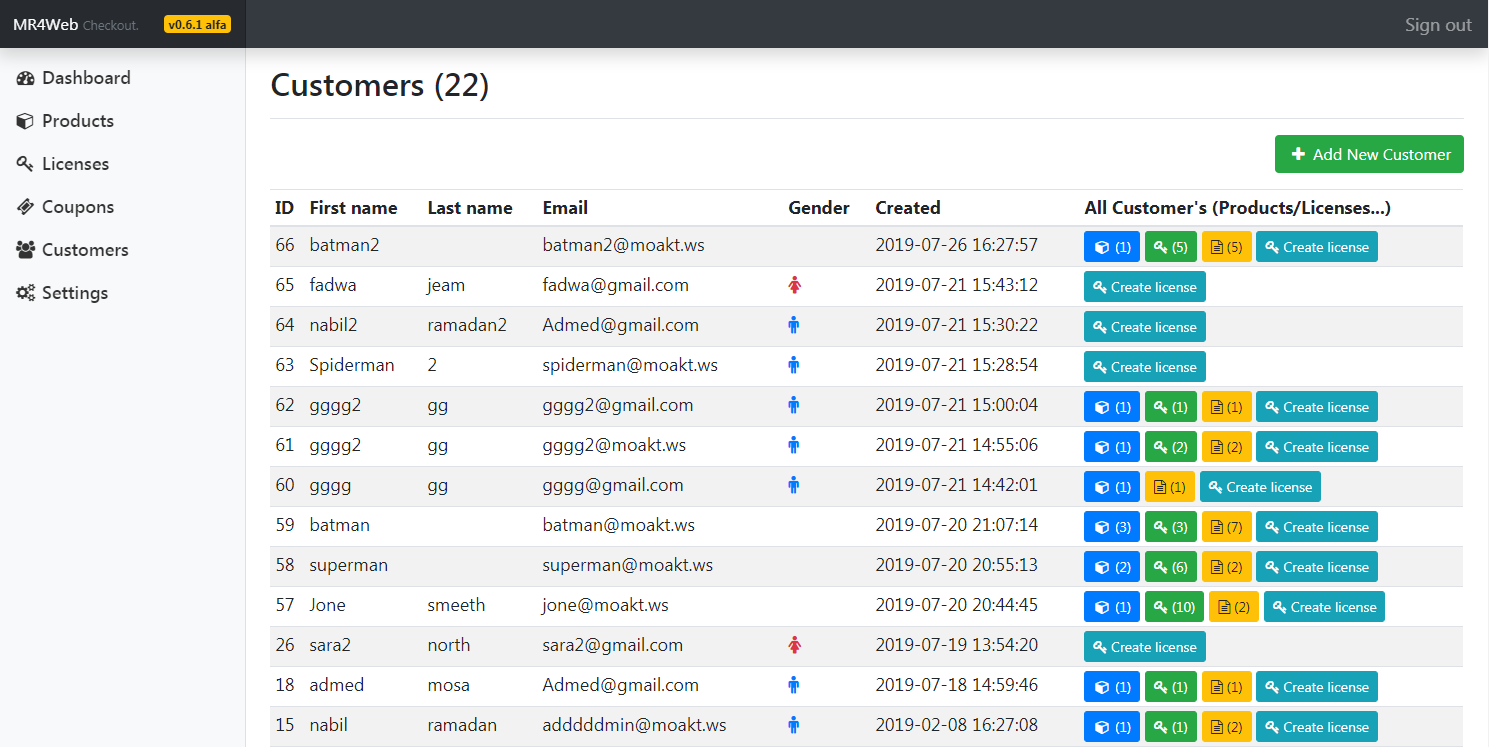 MR4Web Checkout. v0.6.1 alfa Sign out
Dashboard
Products
Licenses
Coupons
Customers
Settings
Customers (22)
Add New Customer
ID First name Last name Email Gender Created All Customer's (Products/Licenses...)
66 batman2 batman2@moakt.ws 2019-07-26 16:27:57 (1) (5) (5) Create license
65 fadwa jeam fadwa@gmail.com 2019-07-21 15:43:12 Create license
64 nabil2 ramadan2 Admed@gmail.com 2019-07-21 15:30:22 Create license
63 Spiderman 2 spiderman@moakt.ws 2019-07-21 15:28:54 Create license
62 gggg2 gg gggg2@gmail.com 2019-07-21 15:00:04 (1) (1) (1) Create license
61 gggg2 gg gggg2@moakt.ws 2019-07-21 14:55:06 (1) (2) (2) Create license
60 gggg gg gggg@gmail.com 2019-07-21 14:42:01 (1) (1) Create license
59 batman batman@moakt.ws 2019-07-20 21:07:14 (3) (3) (7) Create license
58 superman superman@moakt.ws 2019-07-20 20:55:13 (2) (6) (2) Create license
57 Jone smeeth jone@moakt.ws 2019-07-20 20:44:45 (1) (10) (2) Create license
26 sara2 north sara2@gmail.com 2019-07-19 13:54:20 Create license
18 admed mosa Admed@gmail.com 2019-07-18 14:59:46 (1) (1) (1) Create license
15 nabil ramadan adddddmin@moakt.ws 2019-02-08 16:27:08 (1) (1) (2) Create license